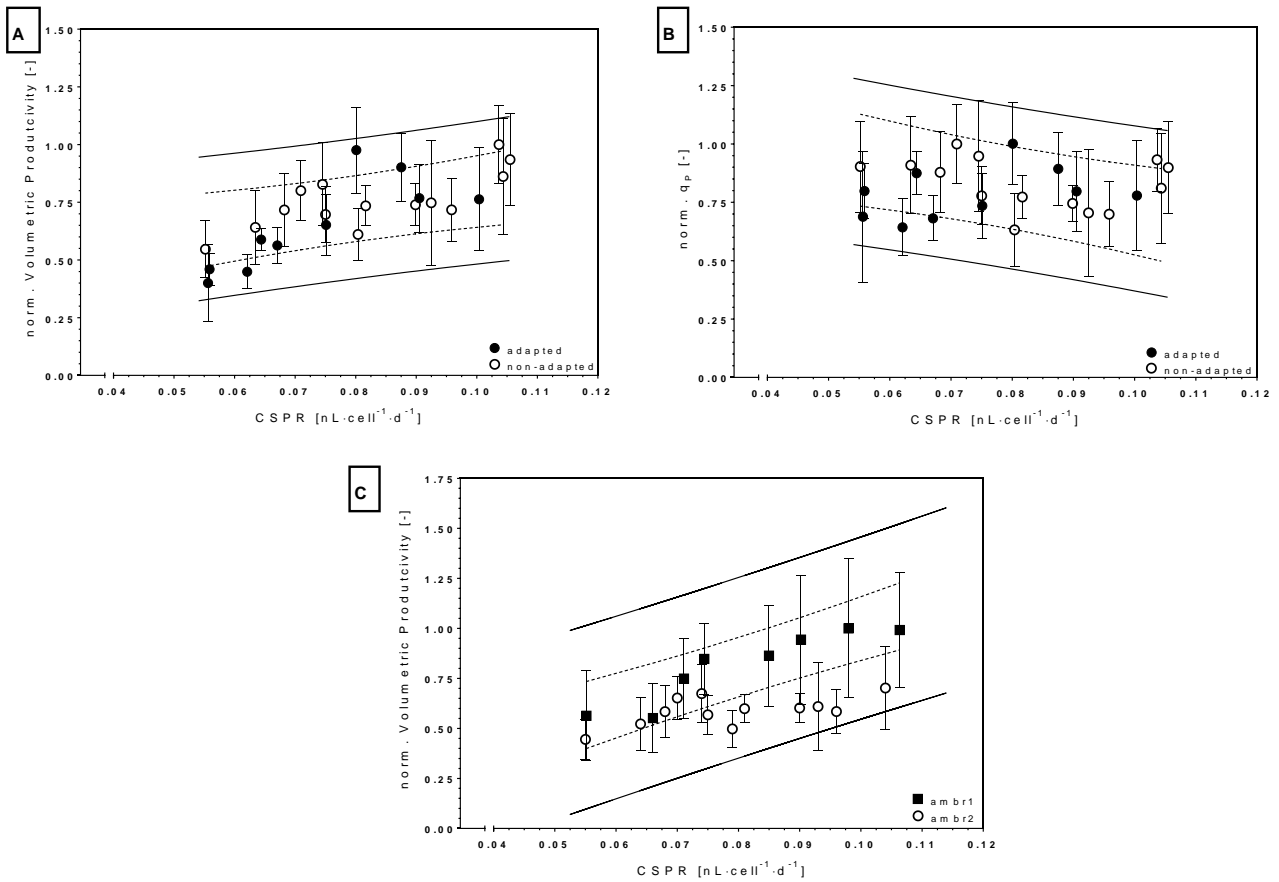 A
norm. Volumetric Produtcivity [-]
1.50
1.25
1.00
0.75
0.50
0.25
0.00
adapted
non-adapted
0.04 0.05 0.06 0.07 0.08 0.09 0.10 0.11 0.12
CSPR [nL·cell⁻¹·d⁻¹]
B
norm. qP [-]
1.50
1.25
1.00
0.75
0.50
0.25
0.00
adapted
non-adapted
0.04 0.05 0.06 0.07 0.08 0.09 0.10 0.11 0.12
CSPR [nL·cell⁻¹·d⁻¹]
C
norm. Volumetric Produtcivity [-]
1.75
1.50
1.25
1.00
0.75
0.50
0.25
0.00
ambr1
ambr2
0.04 0.05 0.06 0.07 0.08 0.09 0.10 0.11 0.12
CSPR [nL·cell⁻¹·d⁻¹]